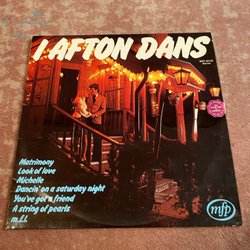 I AFTON DANS
Matrimony
Look of love
Michelle
Dancin' on a saturday night
You've got a friend
A string of pearls
m.fl.
mfp